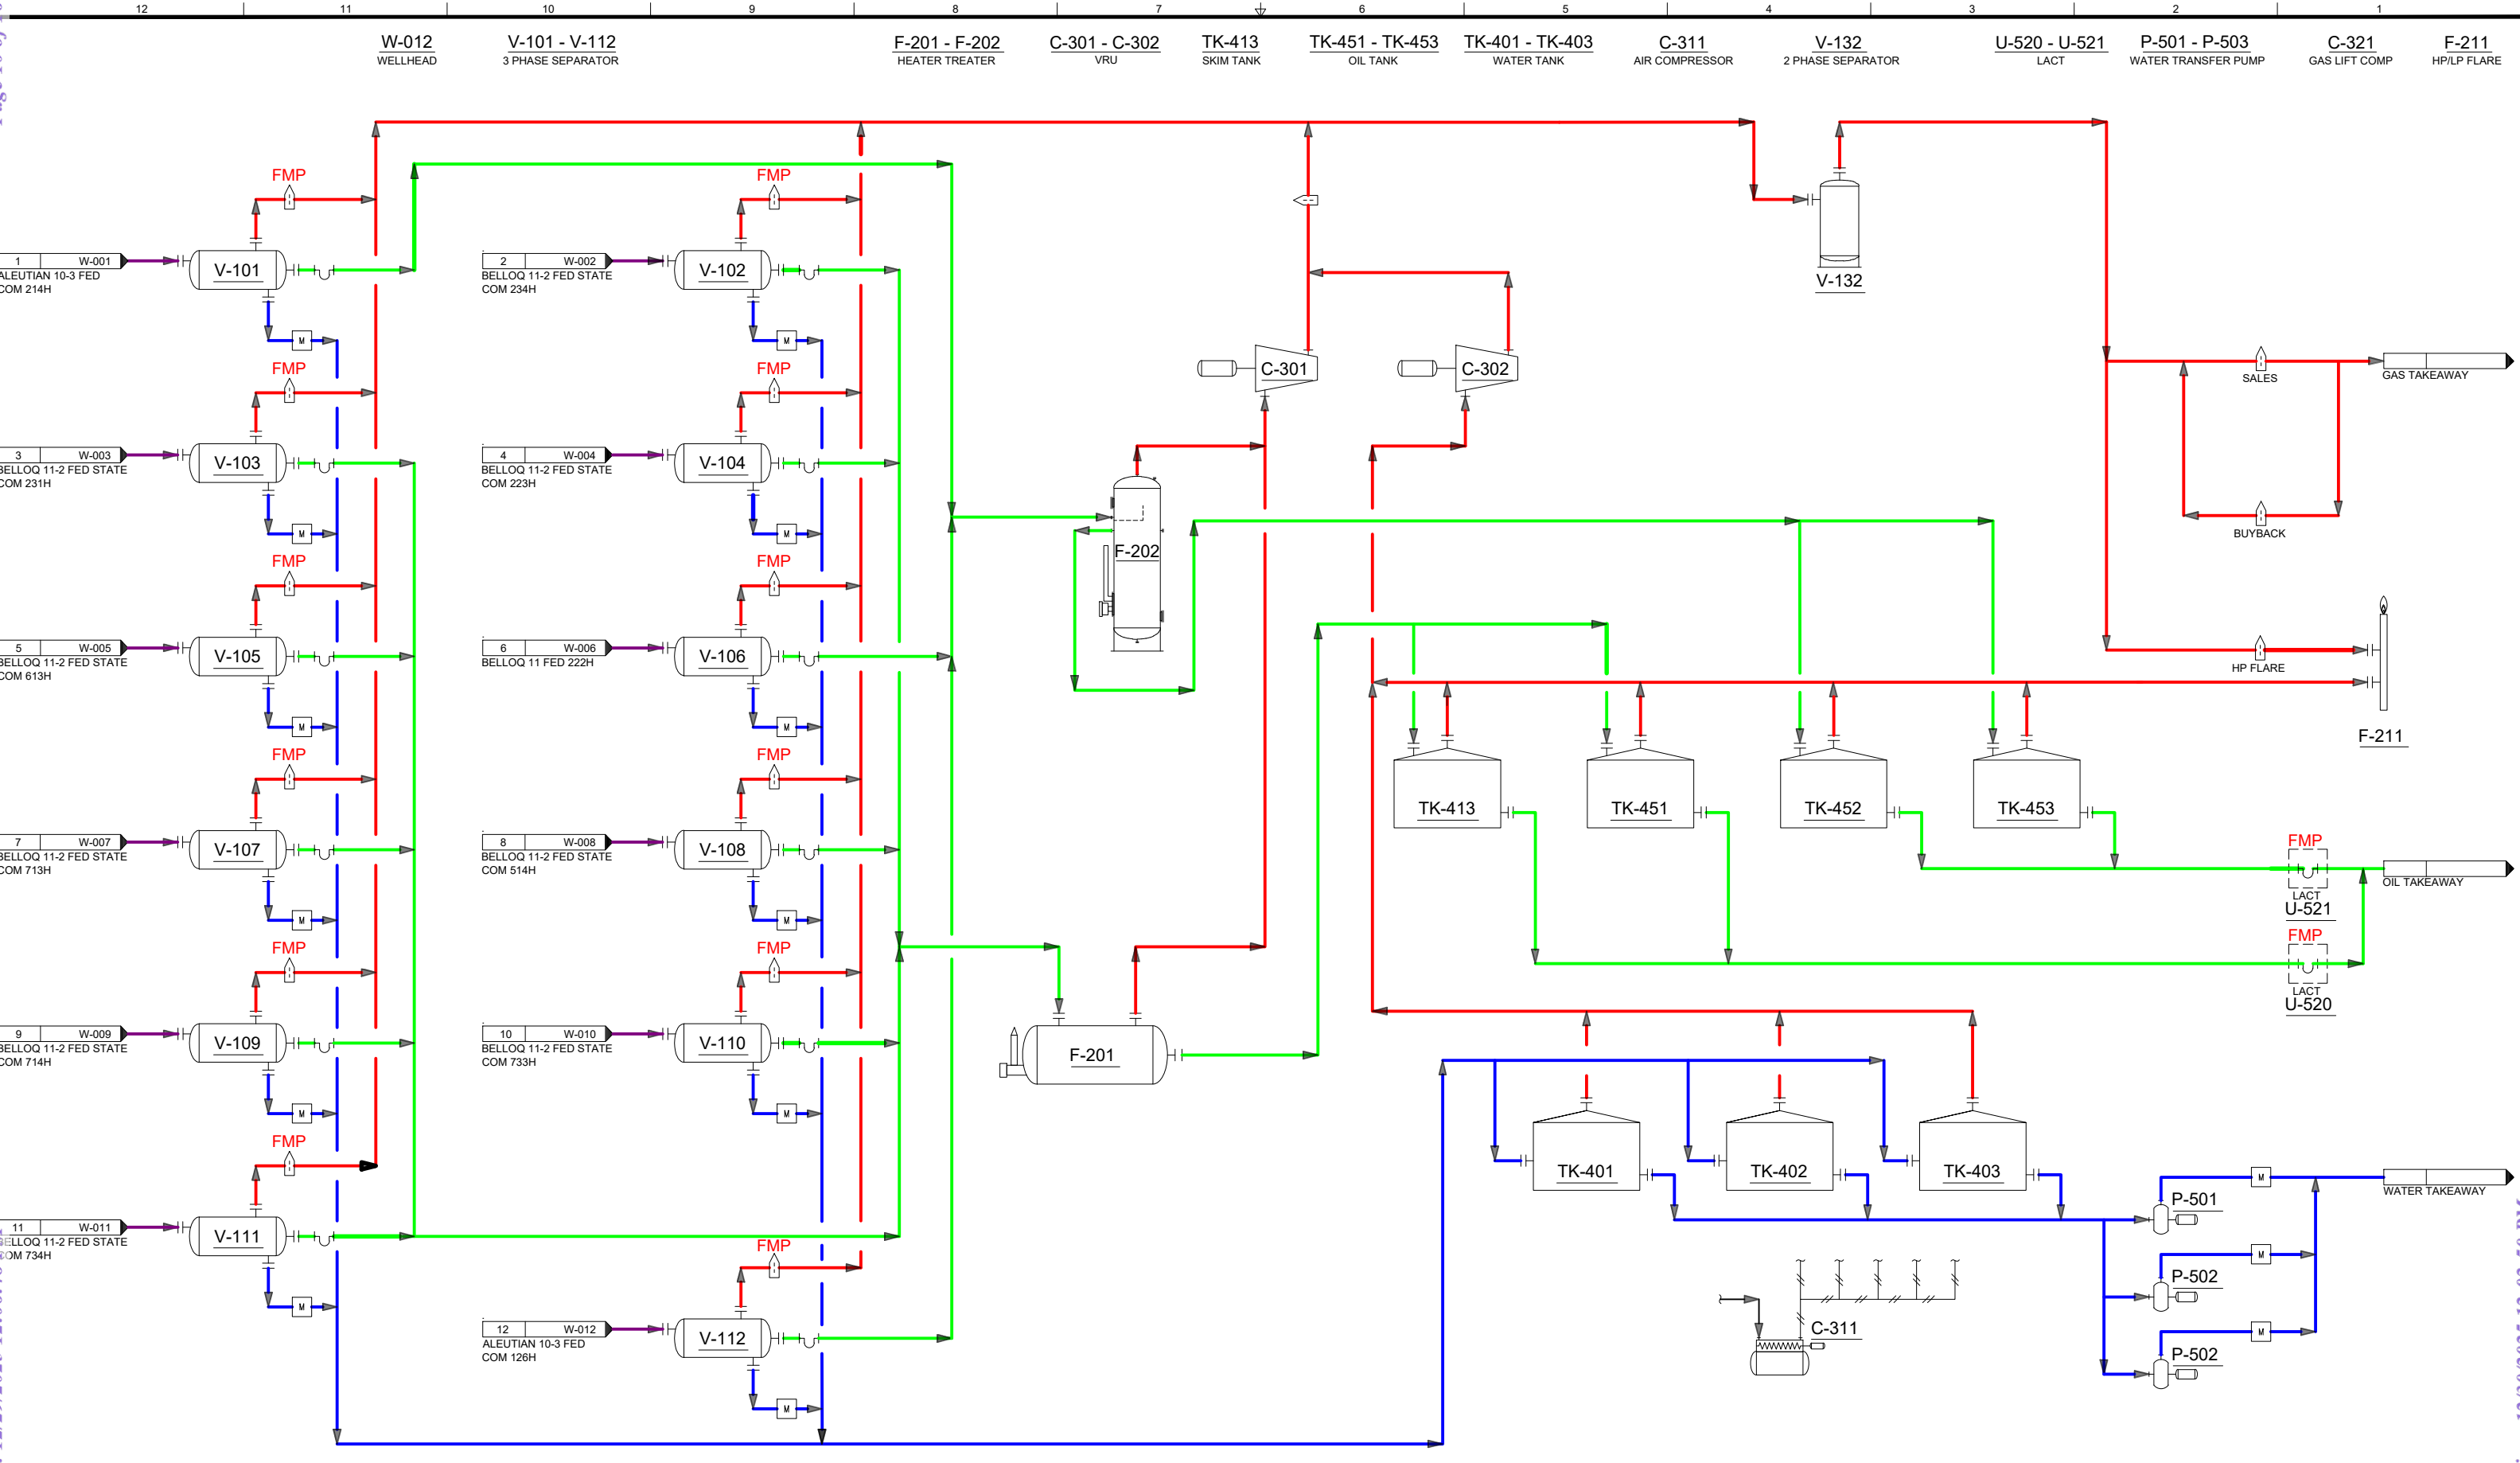 12 11 10 9 8 7 6 5 4 3 2 1
W-012 V-101 - V-112 F-201 - F-202 C-301 - C-302 TK-413 TK-451 - TK-453 TK-401 - TK-403 C-311 V-132 U-520 - U-521 P-501 - P-503 C-321 F-211
WELLHEAD 3 PHASE SEPARATOR HEATER TREATER VRU SKIM TANK OIL TANK WATER TANK AIR COMPRESSOR 2 PHASE SEPARATOR LACT WATER TRANSFER PUMP GAS LIFT COMP HP/LP FLARE
FMP
1 W-001
ALEUTIAN 10-3 FED
COM 214H
V-101
M
FMP
2 W-002
BELLOQ 11-2 FED STATE
COM 234H
V-102
M
FMP
3 W-003
BELLOQ 11-2 FED STATE
COM 231H
V-103
M
FMP
4 W-004
BELLOQ 11-2 FED STATE
COM 223H
V-104
M
FMP
5 W-005
BELLOQ 11-2 FED STATE
COM 613H
V-105
M
FMP
6 W-006
BELLOQ 11 FED 222H
V-106
M
FMP
7 W-007
BELLOQ 11-2 FED STATE
COM 713H
V-107
M
FMP
8 W-008
BELLOQ 11-2 FED STATE
COM 514H
V-108
M
FMP
9 W-009
BELLOQ 11-2 FED STATE
COM 714H
V-109
M
FMP
10 W-010
BELLOQ 11-2 FED STATE
COM 733H
V-110
M
FMP
11 W-011
BELLOQ 11-2 FED STATE
COM 734H
V-111
M
FMP
12 W-012
ALEUTIAN 10-3 FED
COM 126H
V-112
M
V-132
C-301
C-302
F-202
F-201
SALES
GAS TAKEAWAY
BUYBACK
HP FLARE
F-211
TK-413
TK-451
TK-452
TK-453
FMP
LACT
U-521
OIL TAKEAWAY
FMP
LACT
U-520
TK-401
TK-402
TK-403
M
WATER TAKEAWAY
P-501
M
P-502
M
P-502
C-311